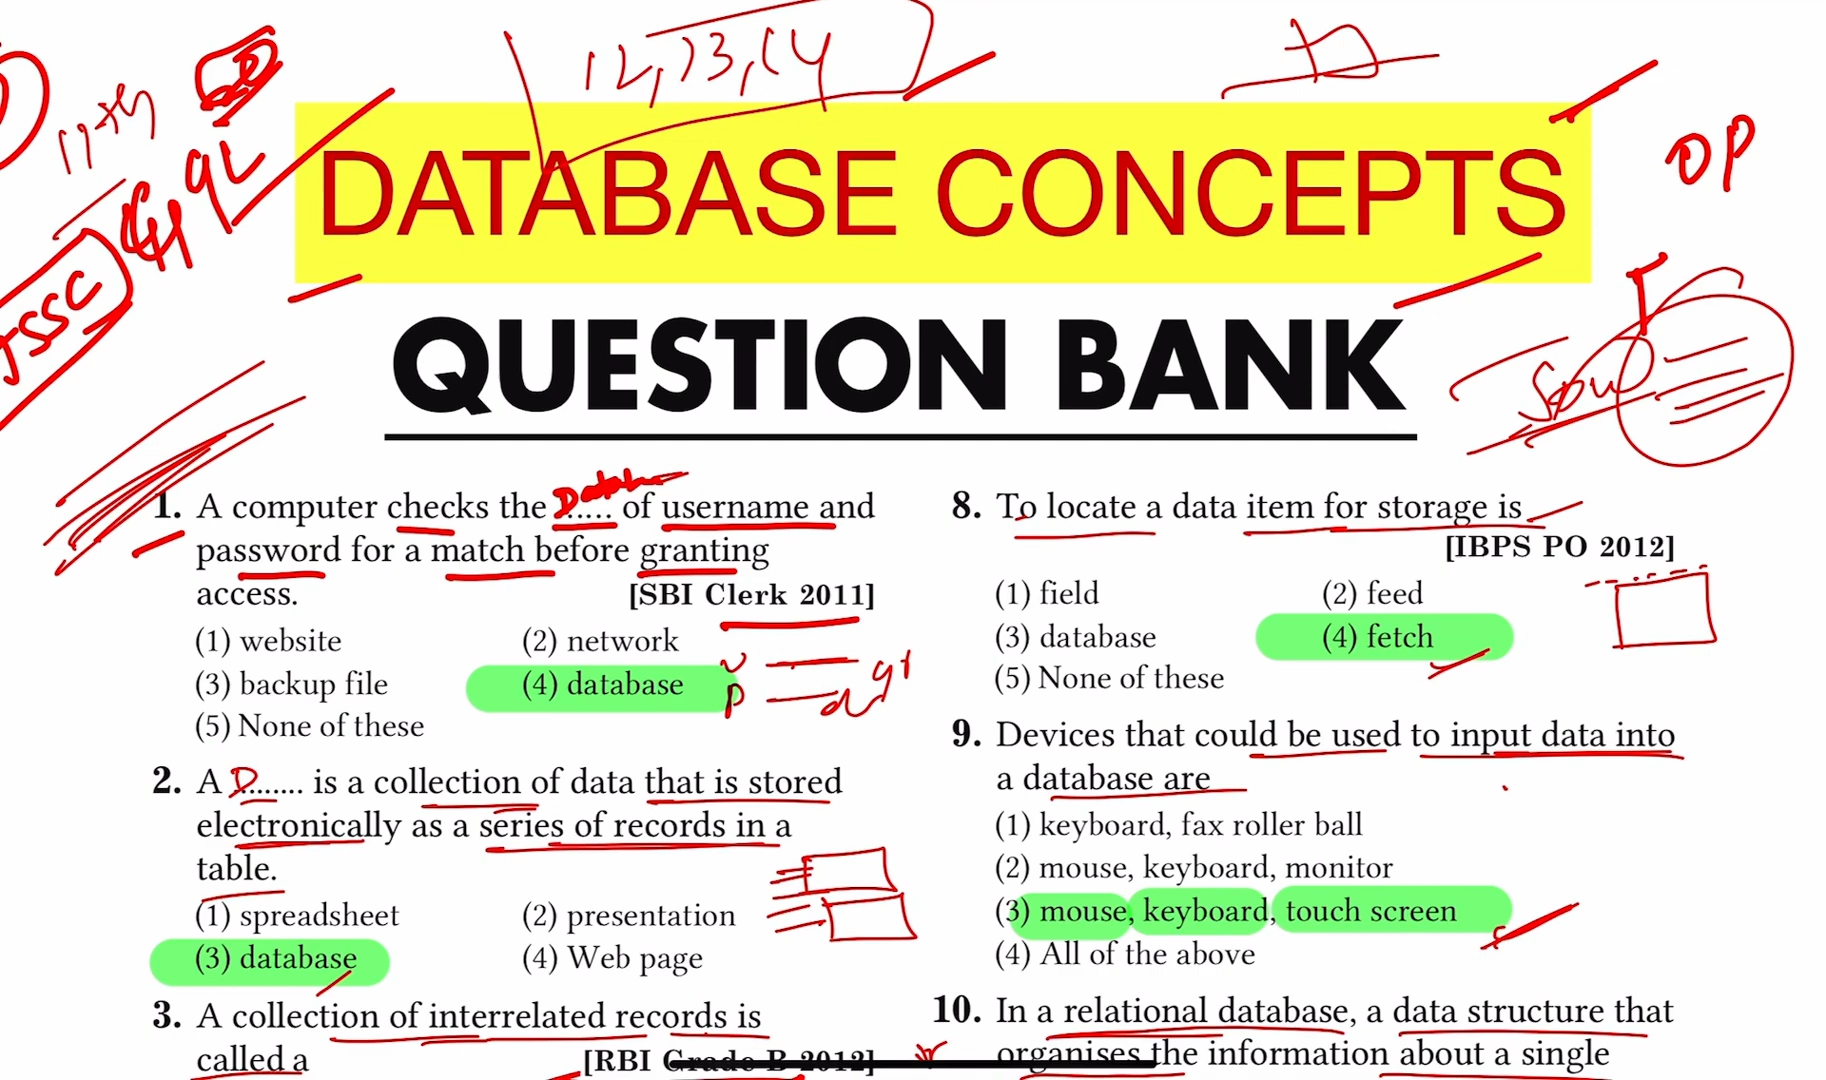 12,13,14
11th
OP
JSSC
DATABASE CONCEPTS
QUESTION BANK
1. A computer checks the ...... of username and
Database
password for a match before granting
access. [SBI Clerk 2011]
(1) website (2) network
(3) backup file (4) database
(5) None of these
2. A D........ is a collection of data that is stored
electronically as a series of records in a
table.
(1) spreadsheet (2) presentation
(3) database (4) Web page
3. A collection of interrelated records is
called a [RBI Grade B 2012]
8. To locate a data item for storage is
[IBPS PO 2012]
(1) field (2) feed
(3) database (4) fetch
(5) None of these
9. Devices that could be used to input data into
a database are
(1) keyboard, fax roller ball
(2) mouse, keyboard, monitor
(3) mouse, keyboard, touch screen
(4) All of the above
10. In a relational database, a data structure that
organises the information about a single